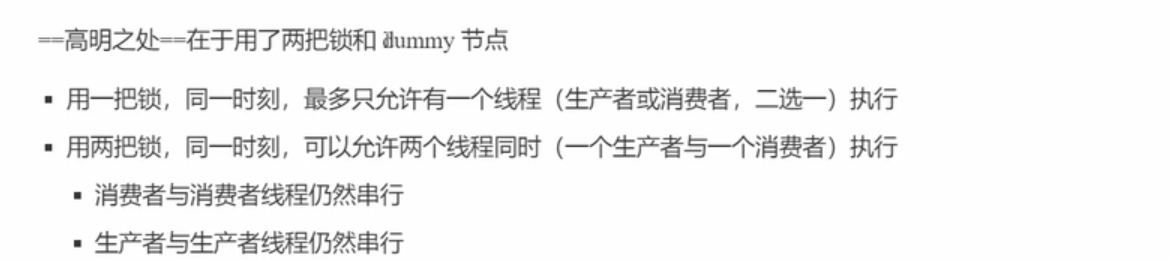 ==高明之处==在于用了两把锁和 dummy 节点
▪ 用一把锁，同一时刻，最多只允许有一个线程（生产者或消费者，二选一）执行
▪ 用两把锁，同一时刻，可以允许两个线程同时（一个生产者与一个消费者）执行
▪ 消费者与消费者线程仍然串行
▪ 生产者与生产者线程仍然串行